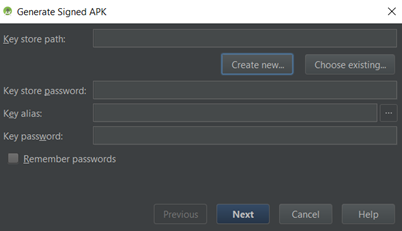 Generate Signed APK
Key store path:
Create new... Choose existing...
Key store password:
Key alias:
...
Key password:
Remember passwords
Previous Next Cancel Help